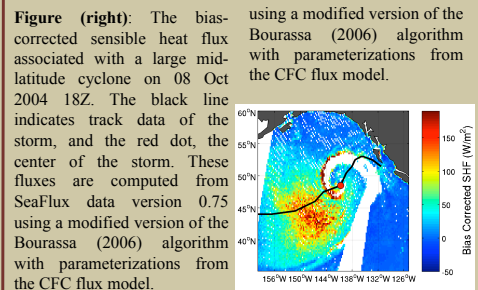 Figure (right): The bias-
corrected sensible heat flux
associated with a large mid-
latitude cyclone on 08 Oct
2004 18Z. The black line
indicates track data of the
storm, and the red dot, the
center of the storm. These
fluxes are computed from
SeaFlux data version 0.75
using a modified version of the
Bourassa (2006) algorithm
with parameterizations from
the CFC flux model.
using a modified version of the
Bourassa (2006) algorithm
with parameterizations from
the CFC flux model.
60°N
55°N
50°N
45°N
40°N
156°W 150°W 144°W 138°W 132°W 126°W
150
100
50
0
-50
Bias Corrected SHF (W/m²)